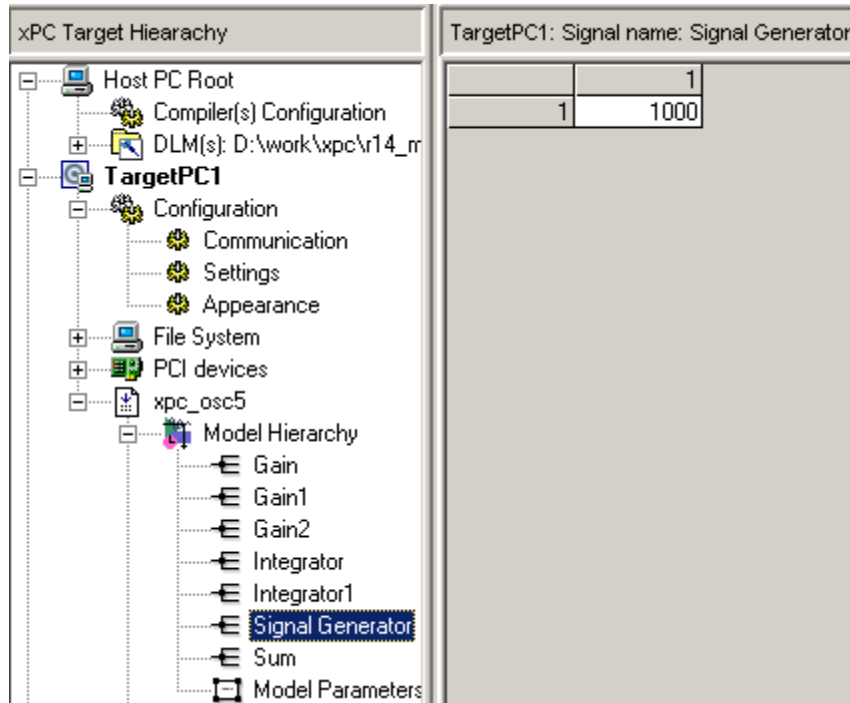 xPC Target Hiearachy
TargetPC1: Signal name: Signal Generator
Host PC Root
Compiler(s) Configuration
DLM(s): D:\work\xpc\r14_m
TargetPC1
Configuration
Communication
Settings
Appearance
File System
PCI devices
xpc_osc5
Model Hierarchy
Gain
Gain1
Gain2
Integrator
Integrator1
Signal Generator
Sum
Model Parameters
1
1 1000